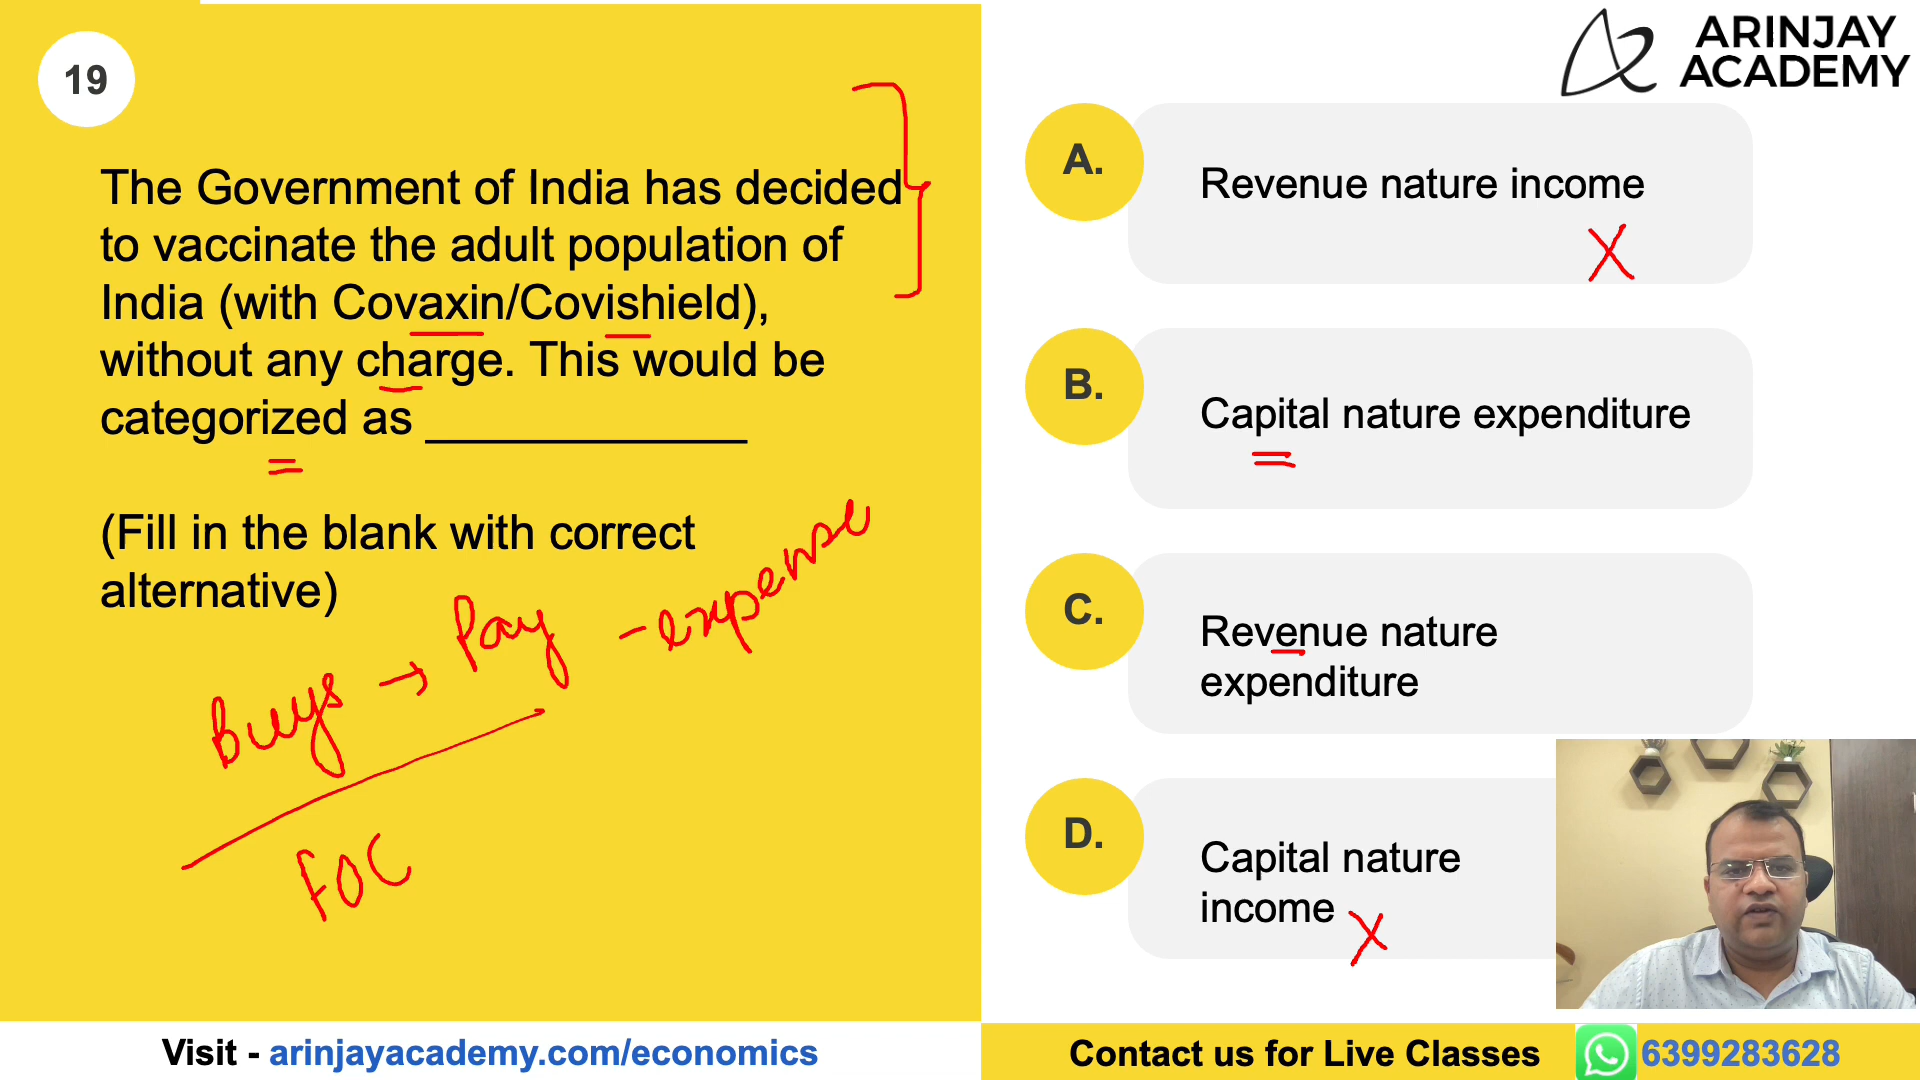 19
The Government of India has decided
to vaccinate the adult population of
India (with Covaxin/Covishield),
without any charge. This would be
categorized as ____________
(Fill in the blank with correct
alternative)
Buys → Pay - expense
FOC
ARINJAY
ACADEMY
A.
Revenue nature income
X
B.
Capital nature expenditure
C.
Revenue nature
expenditure
D.
Capital nature
income X
Visit - arinjayacademy.com/economics
Contact us for Live Classes 6399283628